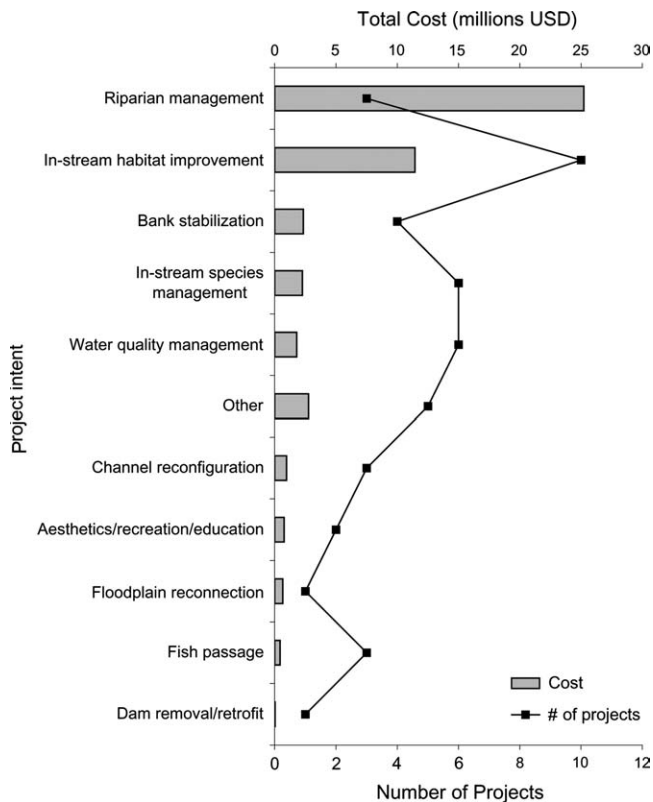 Total Cost (millions USD)
0 5 10 15 20 25 30
Riparian management
In-stream habitat improvement
Bank stabilization
In-stream species
management
Water quality management
Other
Channel reconfiguration
Aesthetics/recreation/education
Floodplain reconnection
Fish passage
Dam removal/retrofit
Project intent
Cost
# of projects
0 2 4 6 8 10 12
Number of Projects